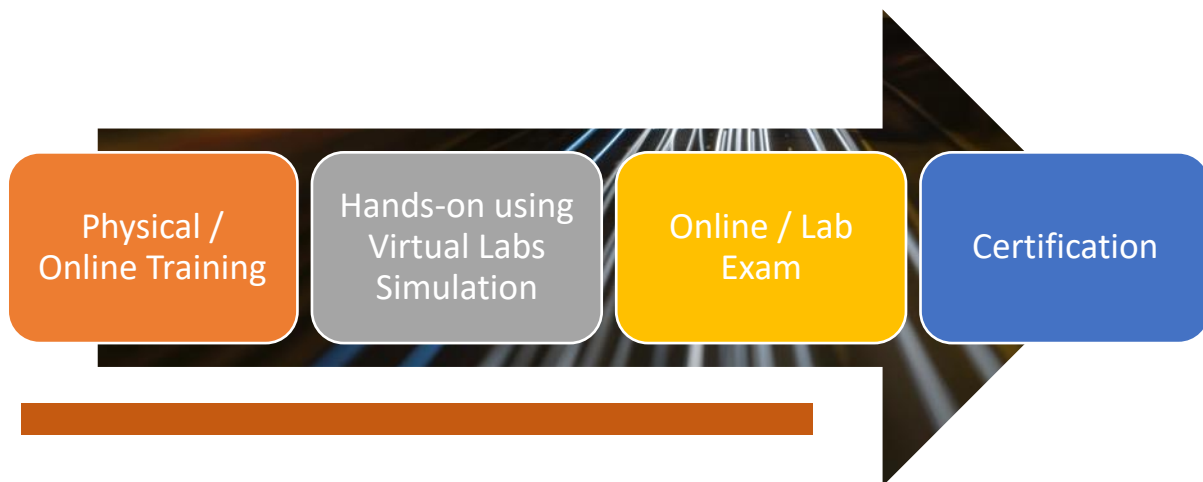 Physical /
Online Training
Hands-on using
Virtual Labs
Simulation
Online / Lab
Exam
Certification